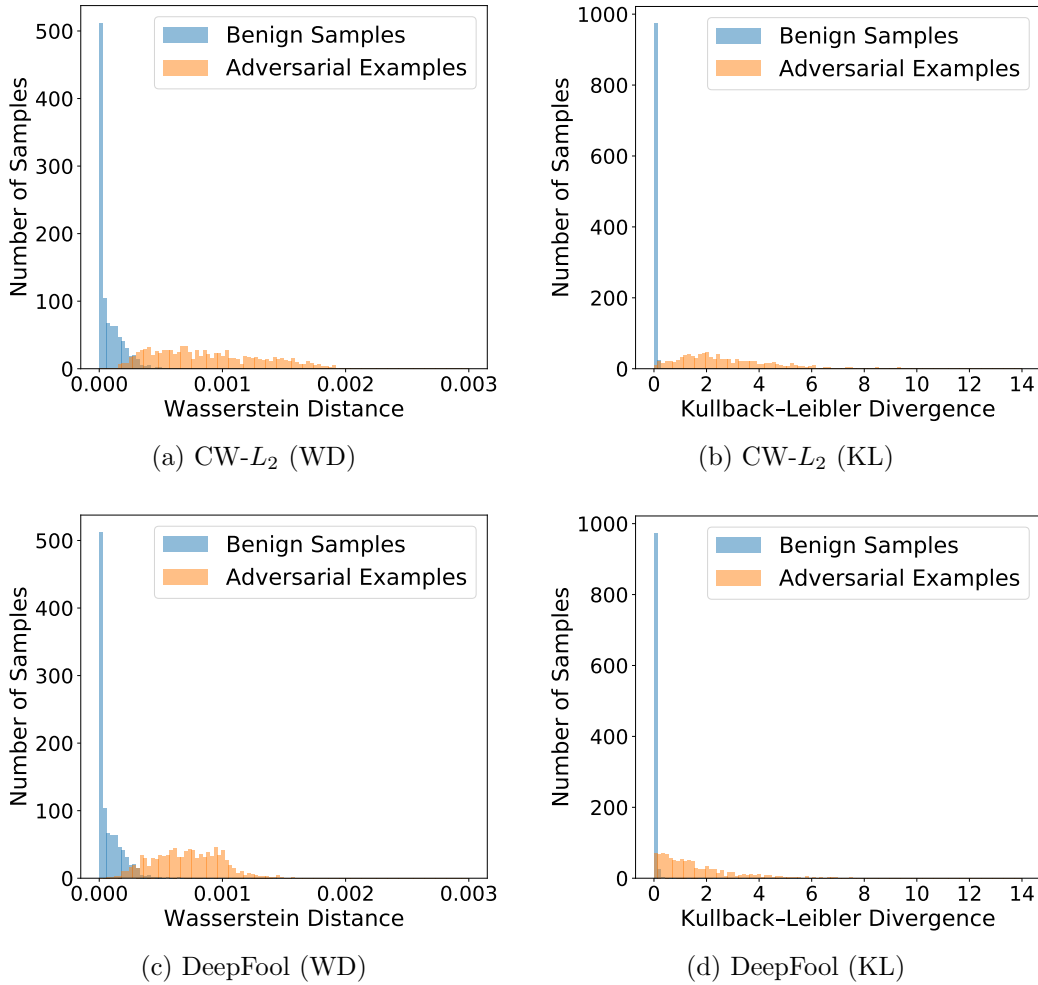 500
400
300
200
100
0
Number of Samples
Benign Samples
Adversarial Examples
0.000 0.001 0.002 0.003
Wasserstein Distance
(a) CW-L2 (WD)
1000
800
600
400
200
0
Number of Samples
Benign Samples
Adversarial Examples
0 2 4 6 8 10 12 14
Kullback–Leibler Divergence
(b) CW-L2 (KL)
500
400
300
200
100
0
Number of Samples
Benign Samples
Adversarial Examples
0.000 0.001 0.002 0.003
Wasserstein Distance
(c) DeepFool (WD)
1000
800
600
400
200
0
Number of Samples
Benign Samples
Adversarial Examples
0 2 4 6 8 10 12 14
Kullback–Leibler Divergence
(d) DeepFool (KL)